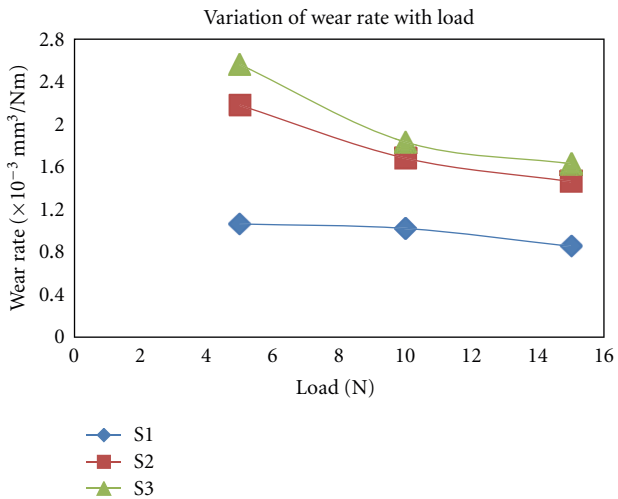 Variation of wear rate with load
Wear rate (×10⁻³ mm³/Nm)
2.8
2.4
2
1.6
1.2
0.8
0.4
0
0 2 4 6 8 10 12 14 16
Load (N)
S1
S2
S3